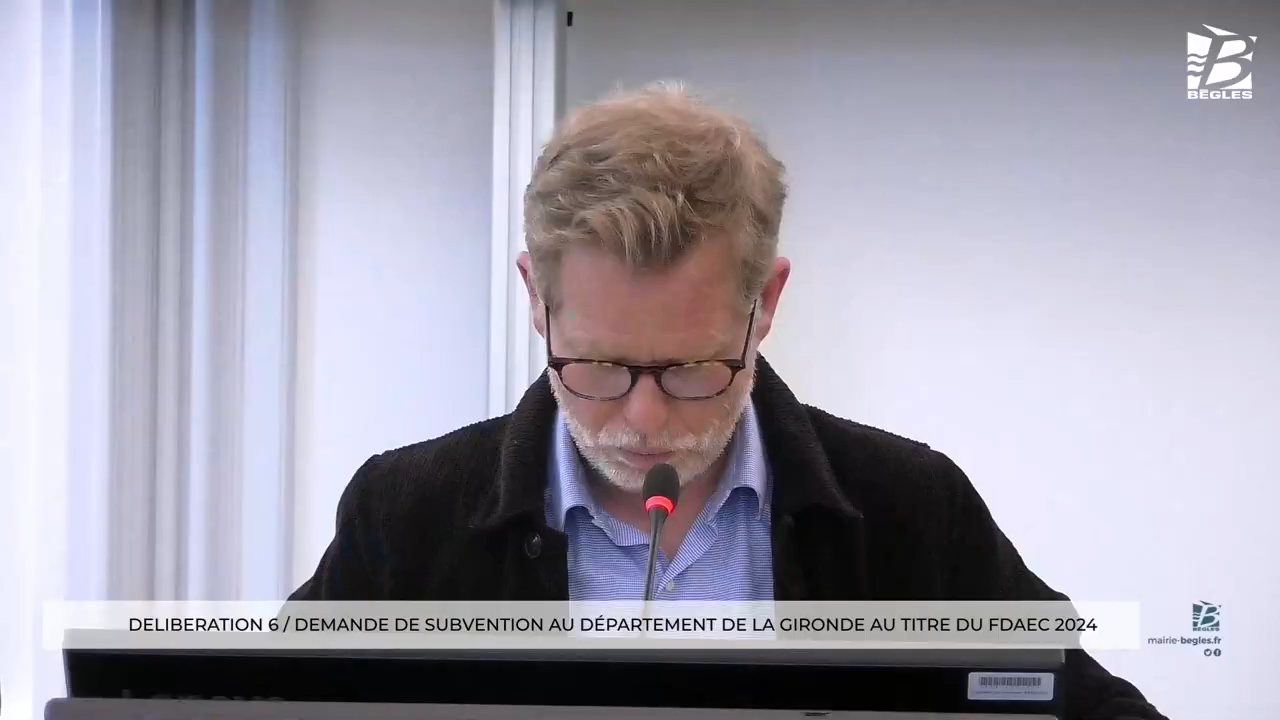 B
BÈGLES
DELIBERATION 6 / DEMANDE DE SUBVENTION AU DÉPARTEMENT DE LA GIRONDE AU TITRE DU FDAEC 2024
B
BÈGLES
mairie-begles.fr